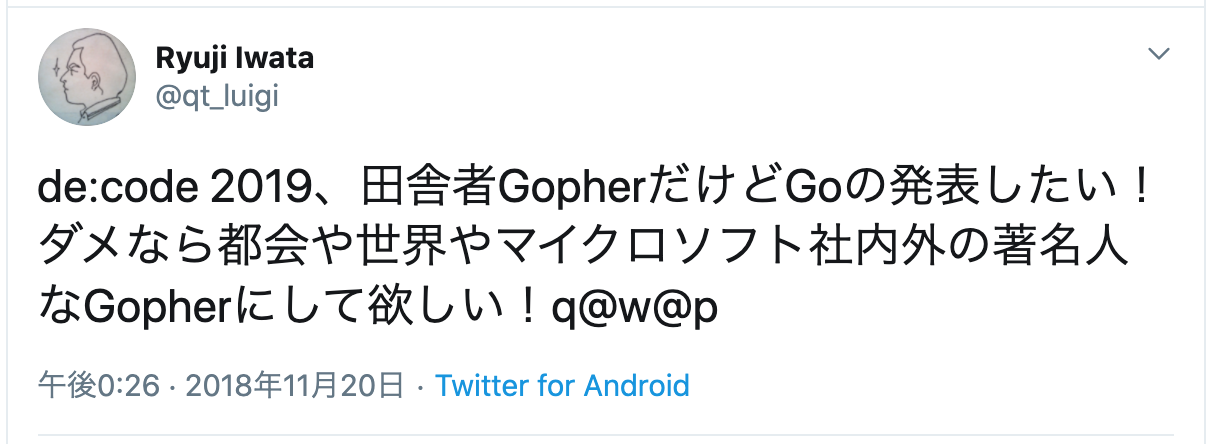 Ryuji Iwata
@qt_luigi
de:code 2019、田舎者GopherだけどGoの発表したい！
ダメなら都会や世界やマイクロソフト社内外の著名人
なGopherにして欲しい！q@w@p
午後0:26 · 2018年11月20日 · Twitter for Android